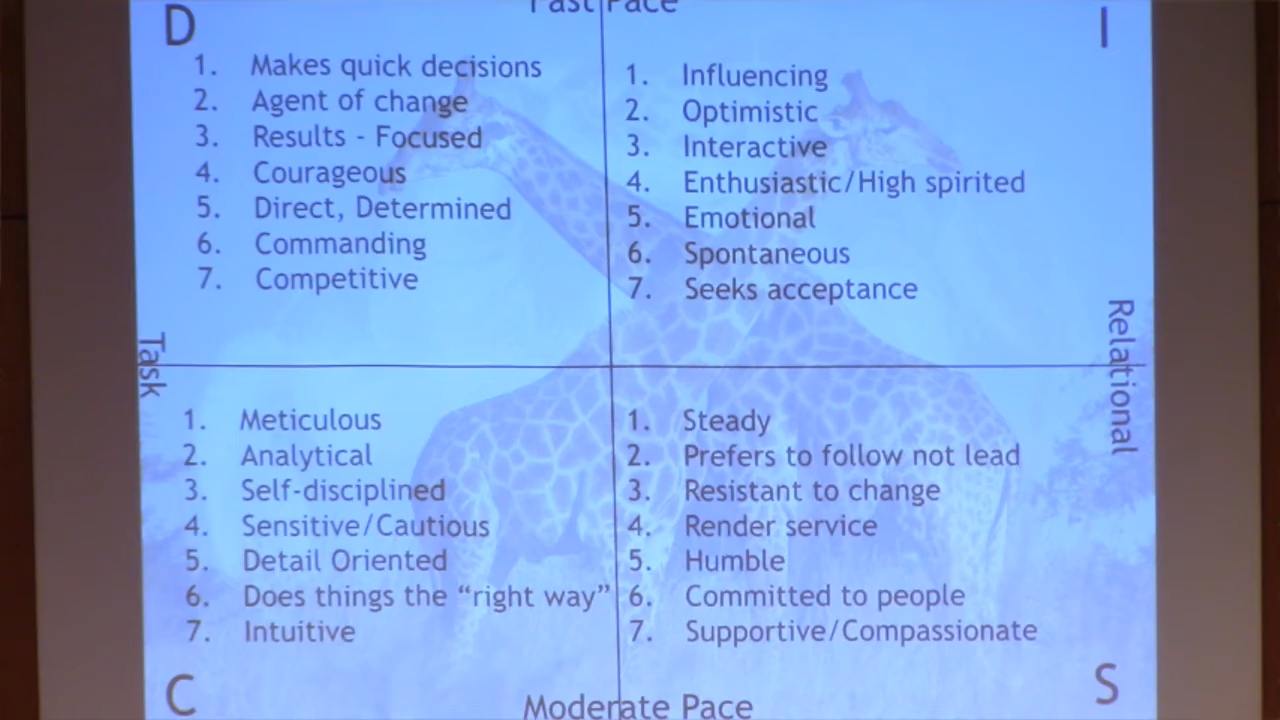 Fast Pace
D
1. Makes quick decisions
2. Agent of change
3. Results - Focused
4. Courageous
5. Direct, Determined
6. Commanding
7. Competitive
I
1. Influencing
2. Optimistic
3. Interactive
4. Enthusiastic/High spirited
5. Emotional
6. Spontaneous
7. Seeks acceptance
Task
Relational
1. Meticulous
2. Analytical
3. Self-disciplined
4. Sensitive/Cautious
5. Detail Oriented
6. Does things the “right way”
7. Intuitive
C
1. Steady
2. Prefers to follow not lead
3. Resistant to change
4. Render service
5. Humble
6. Committed to people
7. Supportive/Compassionate
S
Moderate Pace